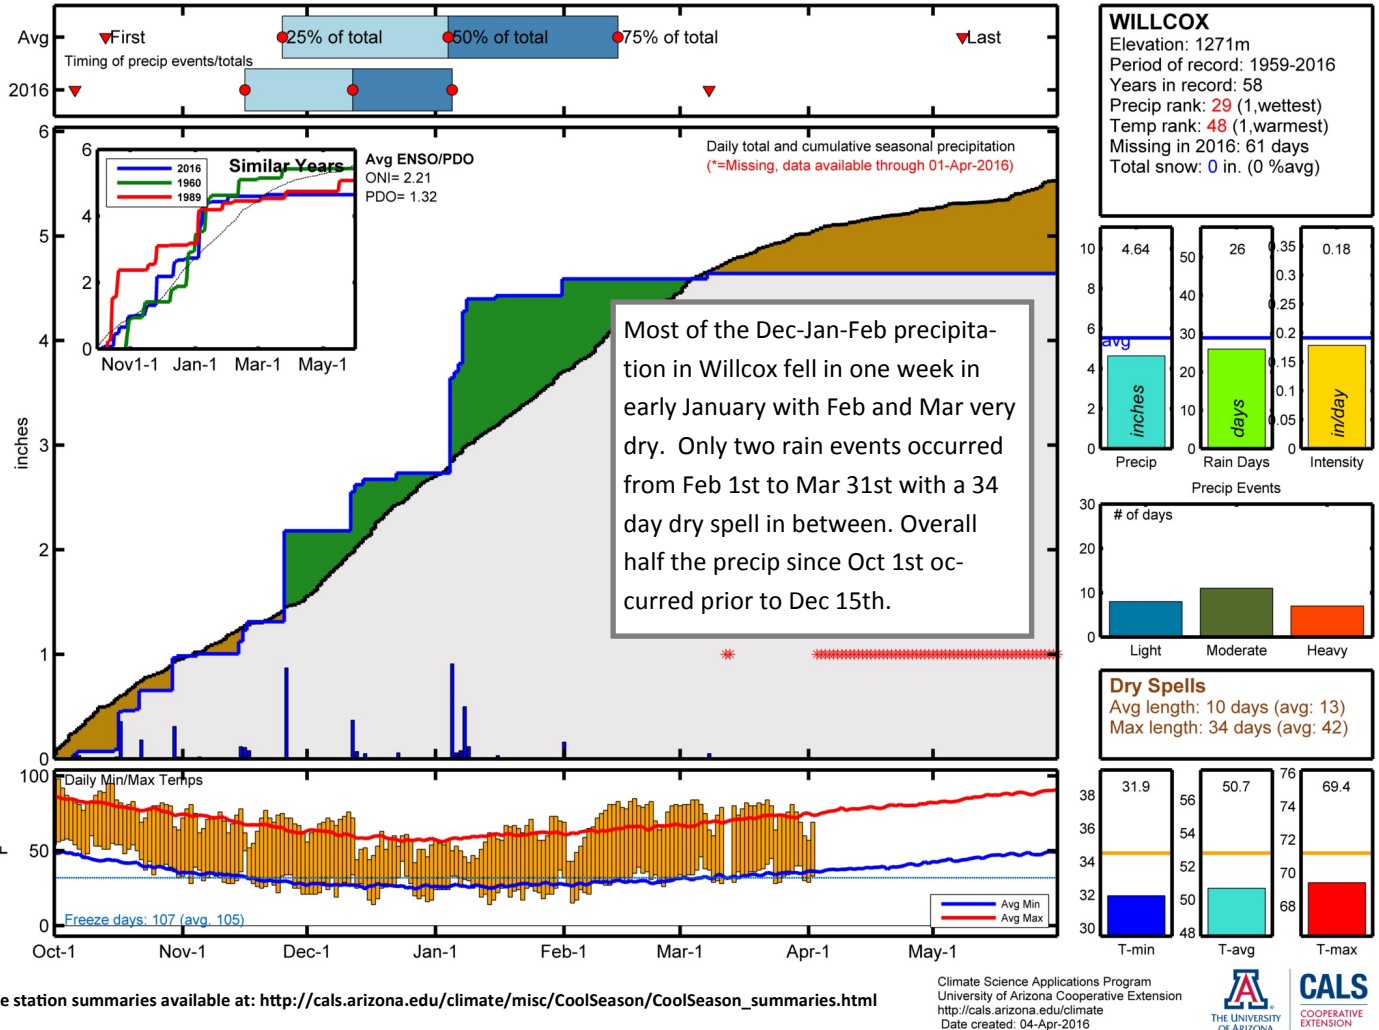 Avg
First
25% of total
50% of total
75% of total
Last
Timing of precip events/totals
2016
WILLCOX
Elevation: 1271m
Period of record: 1959-2016
Years in record: 58
Precip rank: 29 (1,wettest)
Temp rank: 48 (1,warmest)
Missing in 2016: 61 days
Total snow: 0 in. (0 %avg)
6
5
4
3
2
1
0
inches
Daily total and cumulative seasonal precipitation
(*=Missing, data available through 01-Apr-2016)
6
4
2
0
2016
1960
1989
Similar Years
Nov1-1 Jan-1 Mar-1 May-1
Avg ENSO/PDO
ONI= 2.21
PDO= 1.32
Most of the Dec-Jan-Feb precipita-
tion in Willcox fell in one week in
early January with Feb and Mar very
dry. Only two rain events occurred
from Feb 1st to Mar 31st with a 34
day dry spell in between. Overall
half the precip since Oct 1st oc-
curred prior to Dec 15th.
10
8
6
4
2
0
4.64
avg
inches
Precip
50
40
30
20
10
0
26
days
Rain Days
0.35
0.3
0.25
0.2
0.15
0.1
0.05
0
0.18
in/day
Intensity
Precip Events
30
20
10
0
# of days
Light Moderate Heavy
Dry Spells
Avg length: 10 days (avg: 13)
Max length: 34 days (avg: 42)
100
50
0
F
Daily Min/Max Temps
Freeze days: 107 (avg. 105)
Avg Min
Avg Max
Oct-1 Nov-1 Dec-1 Jan-1 Feb-1 Mar-1 Apr-1 May-1
38
36
34
32
30
31.9
T-min
56
54
52
50
48
50.7
T-avg
76
74
72
70
68
69.4
T-max
e station summaries available at: http://cals.arizona.edu/climate/misc/CoolSeason/CoolSeason_summaries.html
Climate Science Applications Program
University of Arizona Cooperative Extension
http://cals.arizona.edu/climate
Date created: 04-Apr-2016
A
THE UNIVERSITY
OF ARIZONA
CALS
COOPERATIVE
EXTENSION